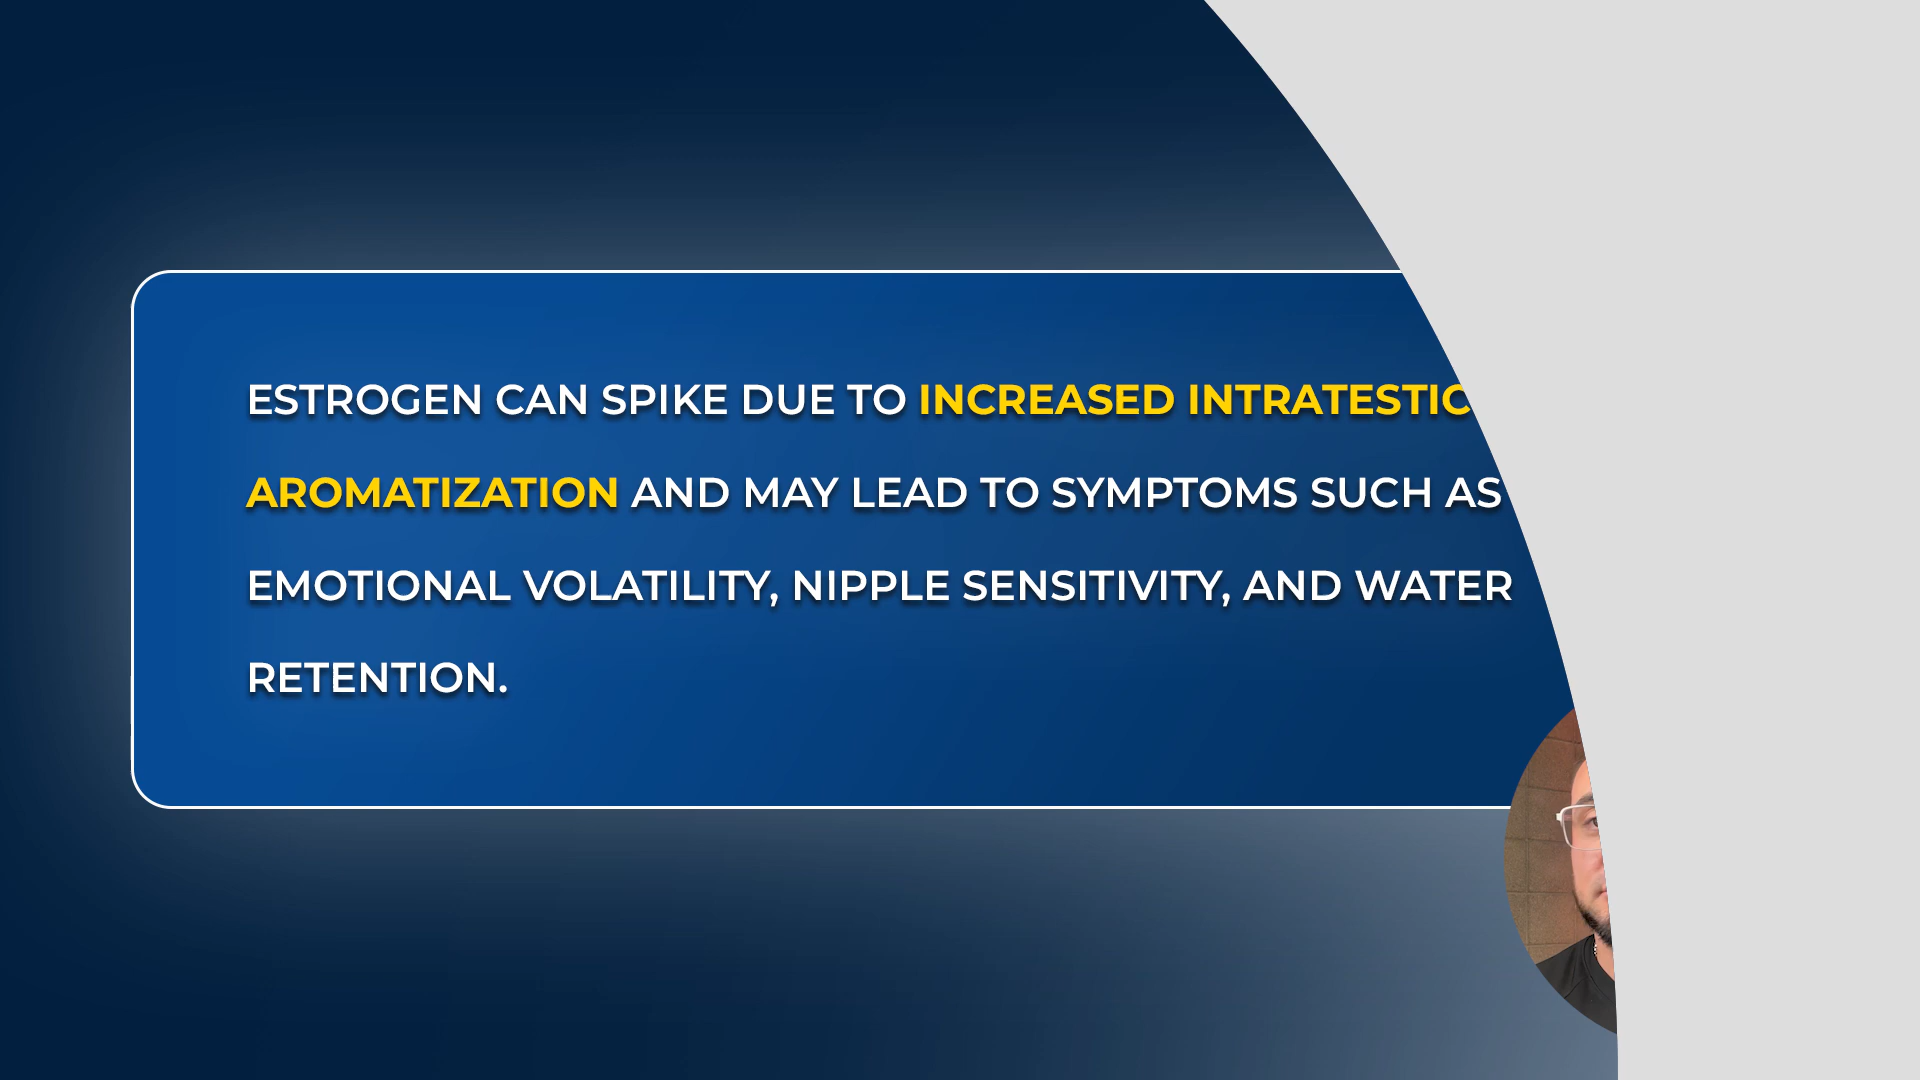 ESTROGEN CAN SPIKE DUE TO INCREASED
AROMATIZATION AND MAY LEAD TO SYMPTOMS SUCH AS
EMOTIONAL VOLATILITY, NIPPLE SENSITIVITY, AND WATER
RETENTION.